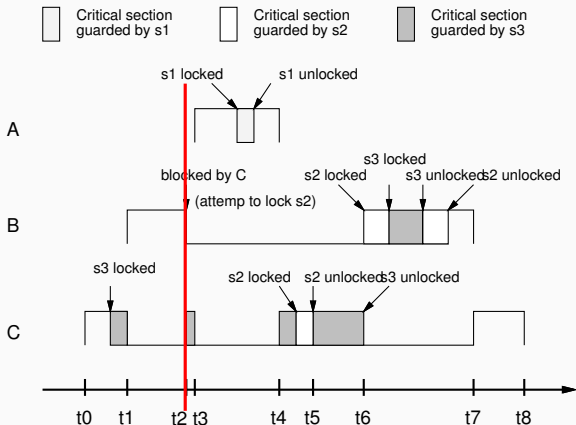 Critical section
guarded by s1
Critical section
guarded by s2
Critical section
guarded by s3
s1 locked
s1 unlocked
A
s3 locked
blocked by C
s2 locked
s3 unlocked
s2 unlocked
(attemp to lock s2)
B
s3 locked
s2 locked
s2 unlocked
s3 unlocked
C
t0 t1 t2 t3 t4 t5 t6 t7 t8